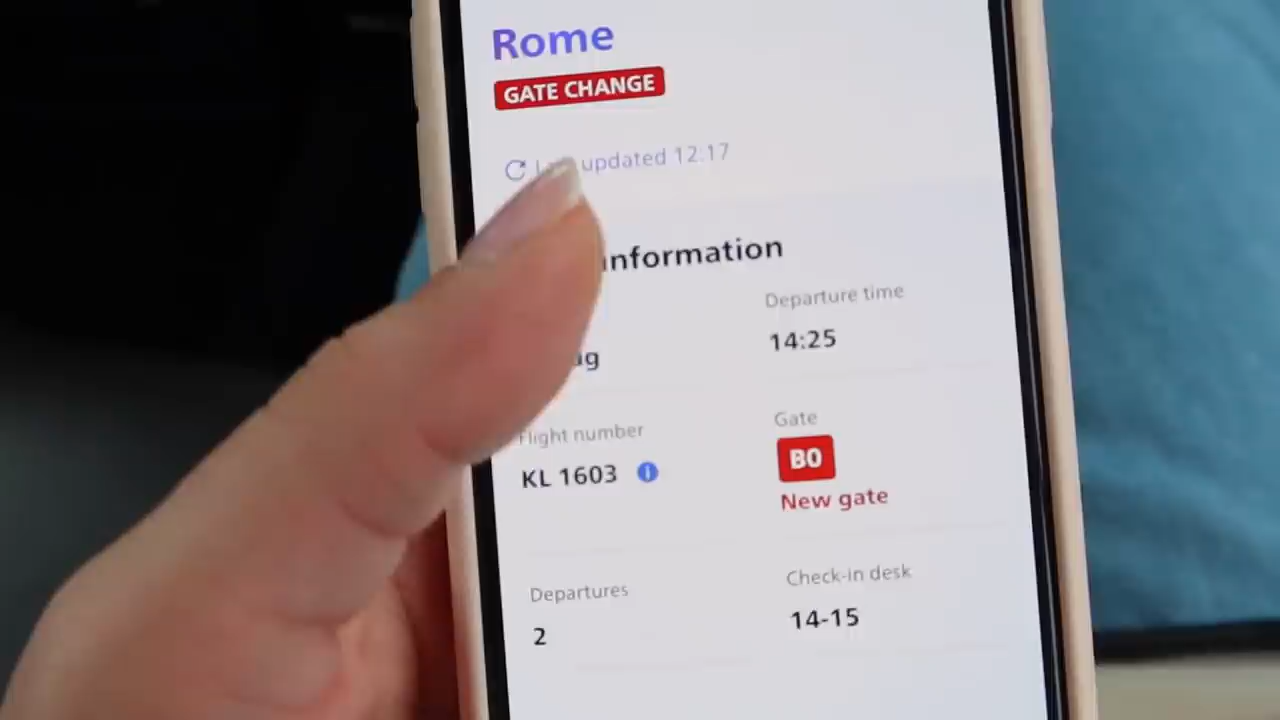 Rome
GATE CHANGE
updated 12:17
information
Departure time
14:25
Flight number
Gate
KL 1603
B0
New gate
Departures
Check-in desk
2
14-15